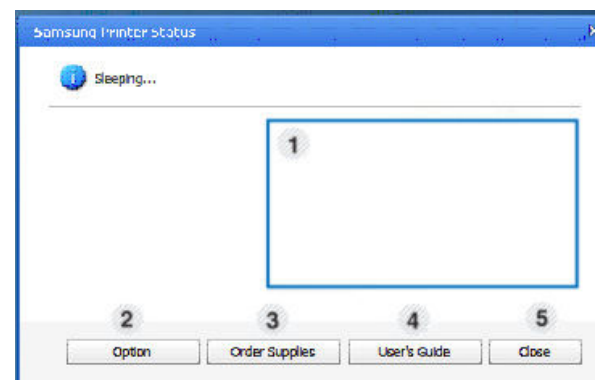 Samsung Printer Status
Sleeping...
1
2 3 4 5
Option Order Supplies User's Guide Close